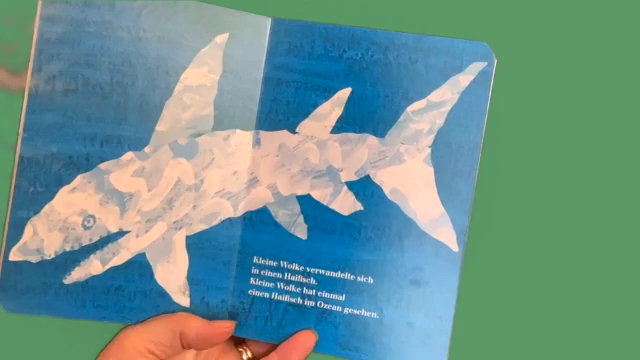 Kleine Wolke verwandelte sich
in einen Haifisch.
Kleine Wolke hat einmal
einen Haifisch im Ozean gesehen.